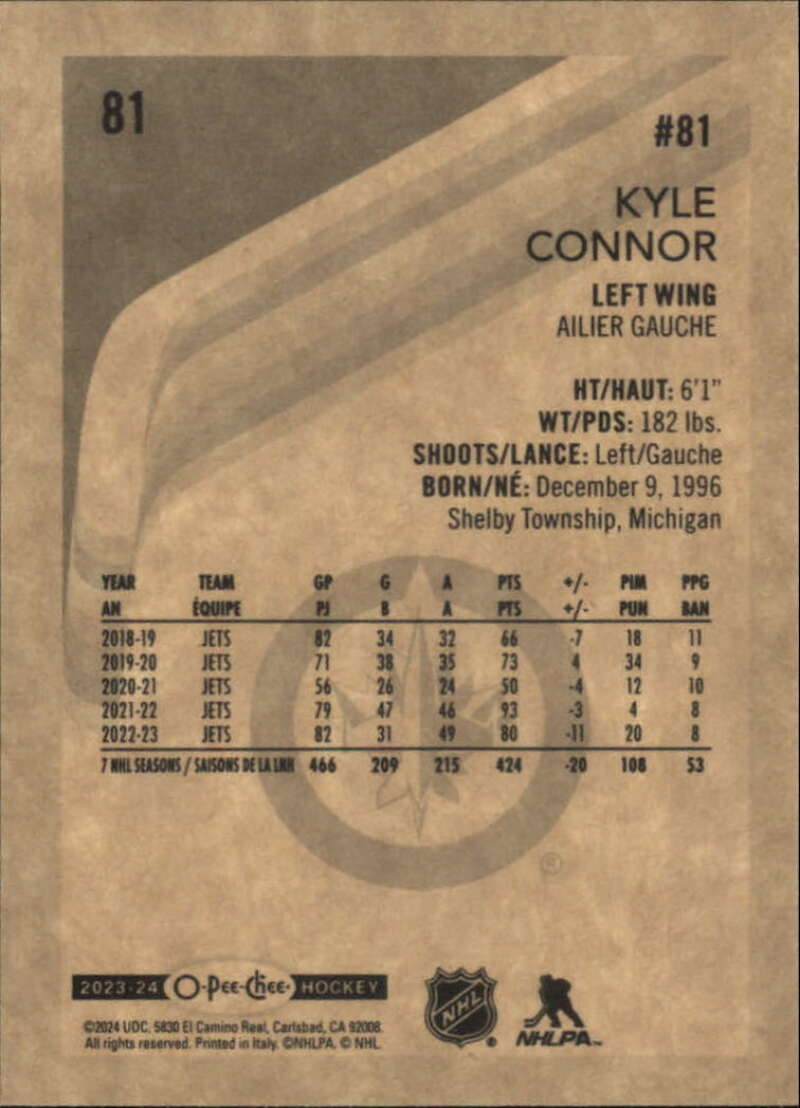 81
#81
KYLE
CONNOR
LEFT WING
AILIER GAUCHE
HT/HAUT: 6'1"
WT/PDS: 182 lbs.
SHOOTS/LANCE: Left/Gauche
BORN/NÉ: December 9, 1996
Shelby Township, Michigan
YEAR TEAM GP G A PTS +/- PIM PPG
AN ÉQUIPE PJ B A PTS +/- PUN BAN
2018-19 JETS 82 34 32 66 -7 18 11
2019-20 JETS 71 38 35 73 4 34 9
2020-21 JETS 56 26 24 50 -4 12 10
2021-22 JETS 79 47 46 93 -3 4 8
2022-23 JETS 82 31 49 80 -11 20 8
7 NHL SEASONS / SAISONS DE LA LNH 466 209 215 424 -20 108 53
®
2023-24 O-Pee-Chee HOCKEY
©2024 UDC. 5830 El Camino Real, Carlsbad, CA 92008.
All rights reserved. Printed in Italy. ©NHLPA. © NHL.
NHL ®
NHLPA™